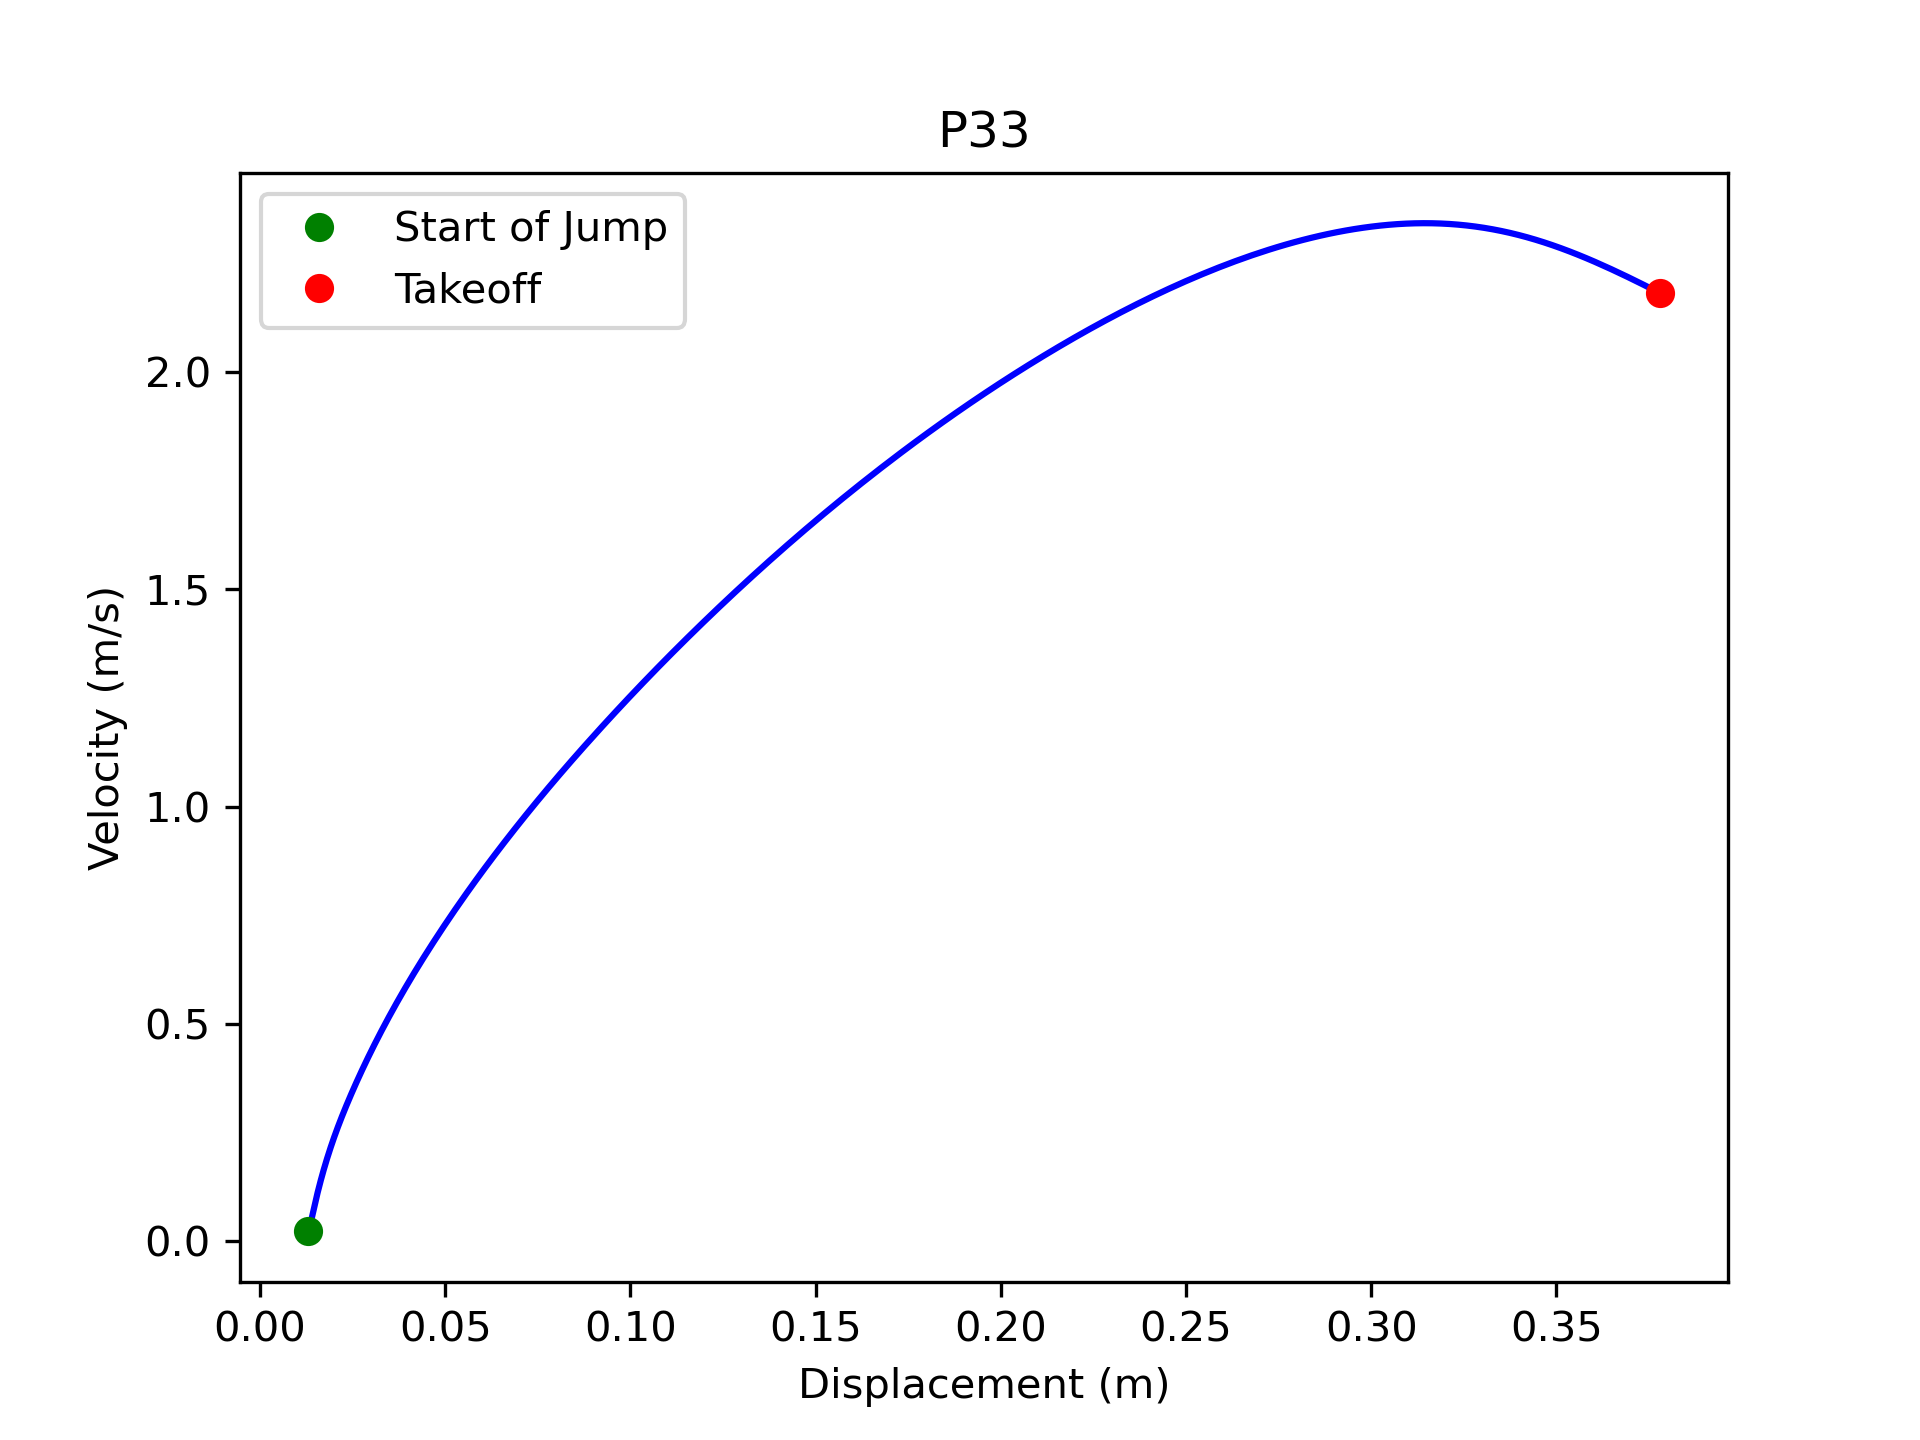 P33
Start of Jump
Takeoff
2.0
1.5
1.0
0.5
0.0
Velocity (m/s)
0.00 0.05 0.10 0.15 0.20 0.25 0.30 0.35
Displacement (m)